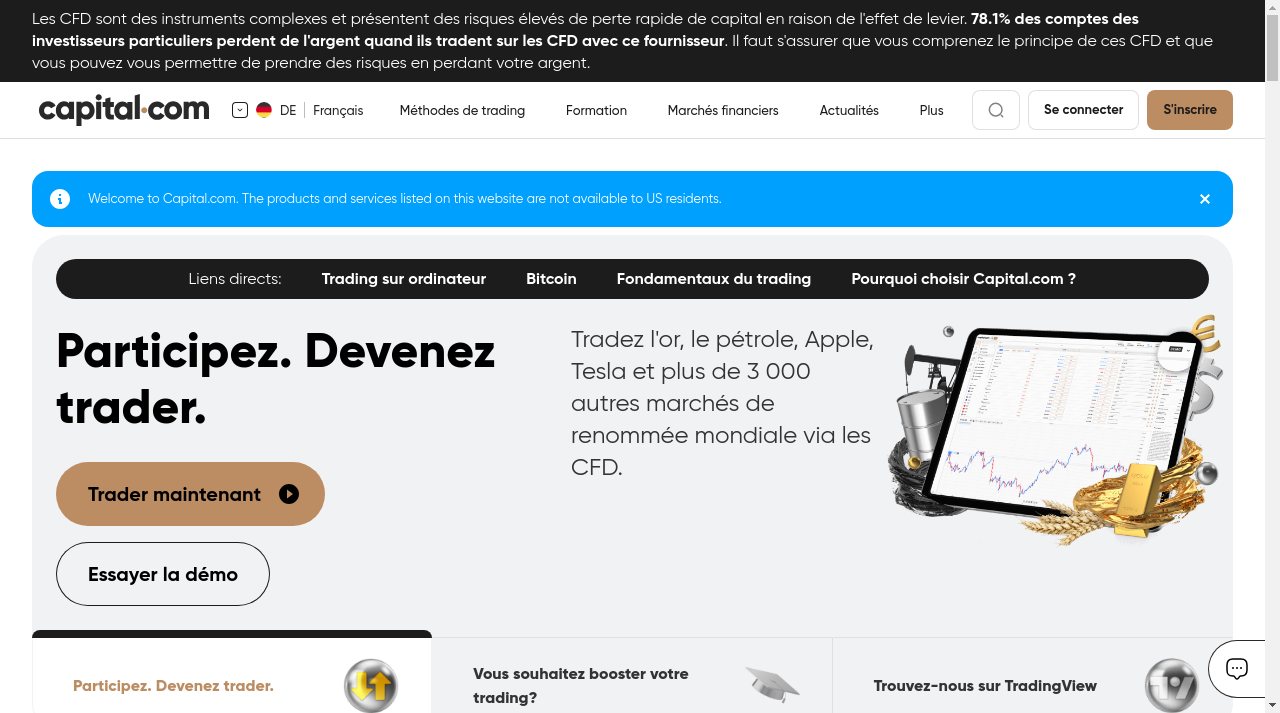 Les CFD sont des instruments complexes et présentent des risques élevés de perte rapide de capital en raison de l'effet de levier. 78.1% des comptes des
investisseurs particuliers perdent de l'argent quand ils tradent sur les CFD avec ce fournisseur. Il faut s'assurer que vous comprenez le principe de ces CFD et que
vous pouvez vous permettre de prendre des risques en perdant votre argent.
capital.com DE Français Méthodes de trading Formation Marchés financiers Actualités Plus Se connecter S'inscrire
Welcome to Capital.com. The products and services listed on this website are not available to US residents.
Liens directs: Trading sur ordinateur Bitcoin Fondamentaux du trading Pourquoi choisir Capital.com ?
Participez. Devenez
trader.
Tradez l'or, le pétrole, Apple,
Tesla et plus de 3 000
autres marchés de
renommée mondiale via les
CFD.
Trader maintenant
Essayer la démo
Participez. Devenez trader.
Vous souhaitez booster votre
trading?
Trouvez-nous sur TradingView